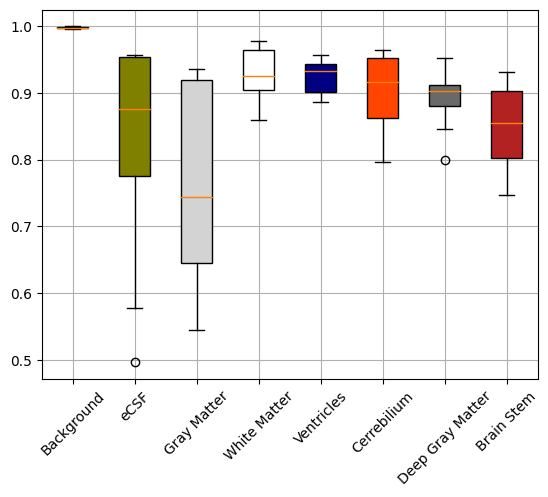 1.0
0.9
0.8
0.7
0.6
0.5
Background
eCSF
Gray Matter
White Matter
Ventricles
Cerrebilium
Deep Gray Matter
Brain Stem